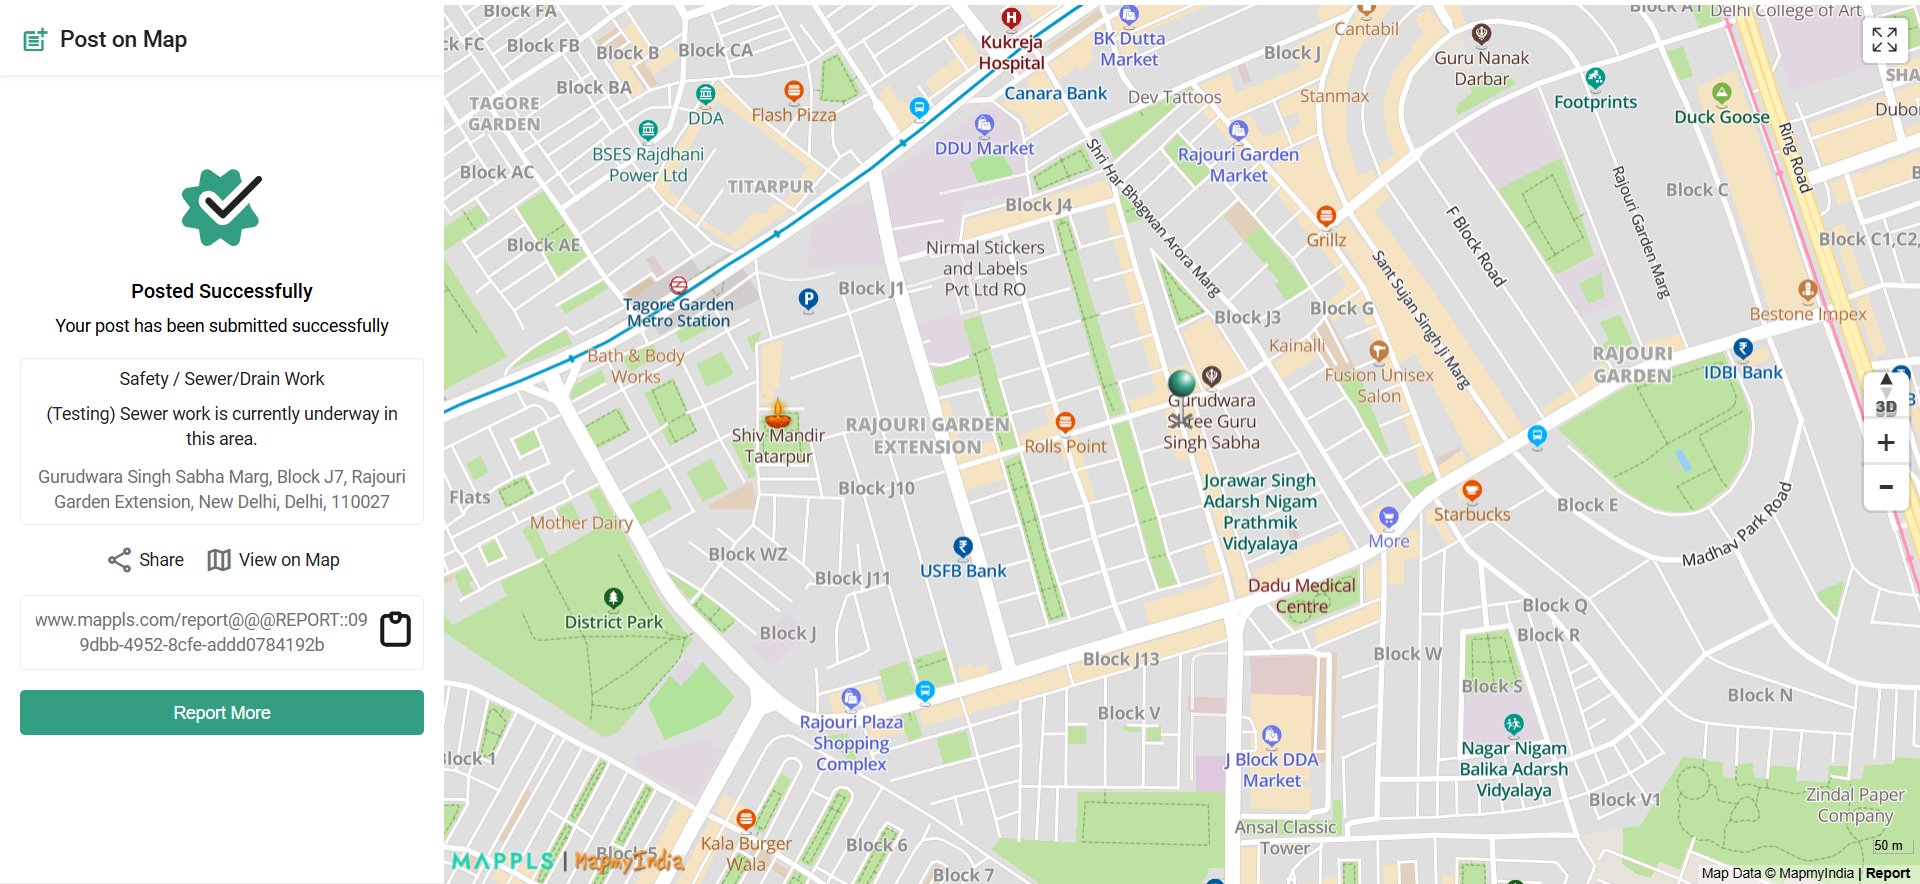 Post on Map
Posted Successfully
Your post has been submitted successfully
Safety / Sewer/Drain Work
(Testing) Sewer work is currently underway in
this area.
Gurudwara Singh Sabha Marg, Block J7, Rajouri
Garden Extension, New Delhi, Delhi, 110027
Share
View on Map
www.mappls.com/report@@@REPORT::09
9dbb-4952-8cfe-addd0784192b
Report More
Block FA
Block FB
Block B
Block CA
Block BA
TAGORE
GARDEN
Block AC
Block AE
DDA
Flash Pizza
BSES Rajdhani
Power Ltd
TITARPUR
Kukreja
Hospital
BK Dutta
Market
Canara Bank
Dev Tattoos
DDU Market
Block J4
Rajouri Garden
Market
Block J
Cantabil
Stanmax
Guru Nanak
Darbar
Footprints
Delhi College of Art
Duck Goose
Ring Road
Dubo
Block C
Block C1,C2,
Shri Har Bhagwan Arora Marg
Grillz
F Block Road
Rajouri Garden Marg
Sant Sujan Singh Ji Marg
Nirmal Stickers
and Labels
Pvt Ltd RO
Tagore Garden
Metro Station
P
Block J1
Block J3
Block G
Kainalli
Fusion Unisex
Salon
Bestone Impex
RAJOURI
GARDEN
IDBI Bank
Bath & Body
Works
Shiv Mandir
Tatarpur
RAJOURI GARDEN
EXTENSION
Rolls Point
Gurudwara
Shree Guru
Singh Sabha
3D
+
−
Flats
Mother Dairy
Block J10
Block WZ
Block J11
USFB Bank
Jorawar Singh
Adarsh Nigam
Prathmik
Vidyalaya
More
Starbucks
Block E
Madhav Park Road
District Park
Block J
Dadu Medical
Centre
Block Q
Block R
Block W
Block S
Block N
Block J13
Block V
Rajouri Plaza
Shopping
Complex
J Block DDA
Market
Nagar Nigam
Balika Adarsh
Vidyalaya
Block V1
Zindal Paper
Company
Kala Burger
Wala
Block 5
Block 6
Block 7
Ansal Classic
Tower
MAPPLS | MapmyIndia
50 m
Map Data © MapmyIndia | Report